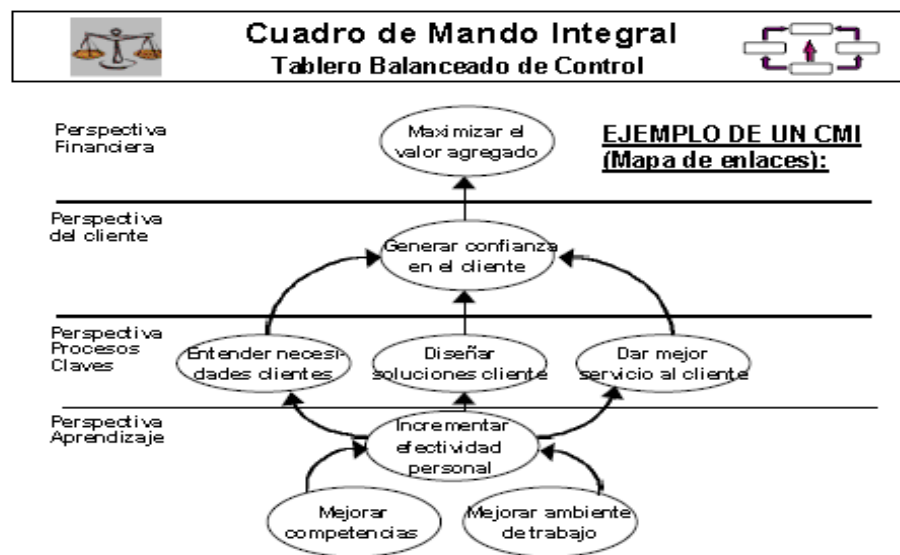 Cuadro de Mando Integral
Tablero Balanceado de Control
Perspectiva
Financiera
Maximizar el
valor agregado
EJEMPLO DE UN CMI
(Mapa de enlaces):
Perspectiva
del cliente
Generar confianza
en el cliente
Perspectiva
Procesos
Claves
Entender necesi-
dades clientes
Diseñar
soluciones cliente
Dar mejor
servicio al cliente
Perspectiva
Aprendizaje
Incrementar
efectividad
personal
Mejorar
competencias
Mejorar ambiente
de trabajo